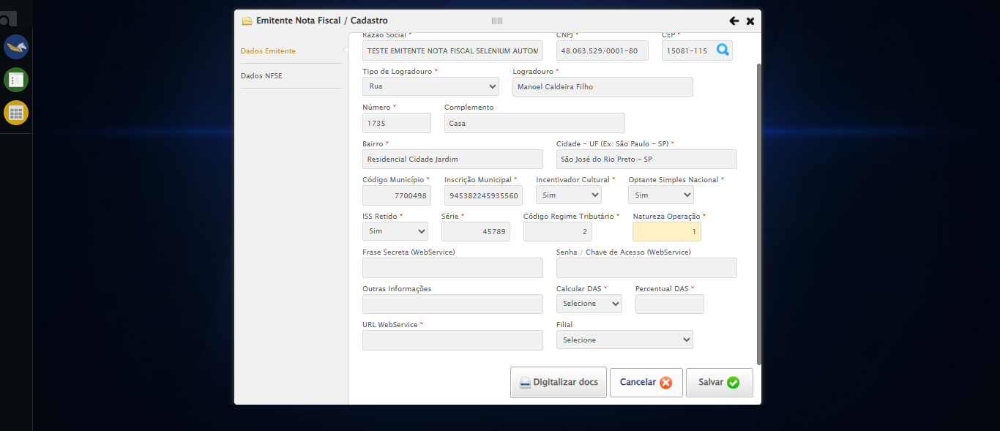 Emitente Nota Fiscal / Cadastro
Dados Emitente
Dados NFSE
Razão Social * CNPJ * CEP *
TESTE EMITENTE NOTA FISCAL SELENIUM AUTOM 48.063.529/0001-80 15081-115
Tipo de Logradouro * Logradouro *
Rua Manoel Caldeira Filho
Número * Complemento
1735 Casa
Bairro * Cidade - UF (Ex: São Paulo - SP) *
Residencial Cidade Jardim São José do Rio Preto - SP
Código Município * Inscrição Municipal * Incentivador Cultural * Optante Simples Nacional *
7700498 945382245935560 Sim Sim
ISS Retido * Série * Código Regime Tributário * Natureza Operação *
Sim 45789 2 1
Frase Secreta (WebService) Senha / Chave de Acesso (WebService)
Outras Informações Calcular DAS * Percentual DAS *
Selecione
URL WebService * Filial
Selecione
Digitalizar docs Cancelar Salvar